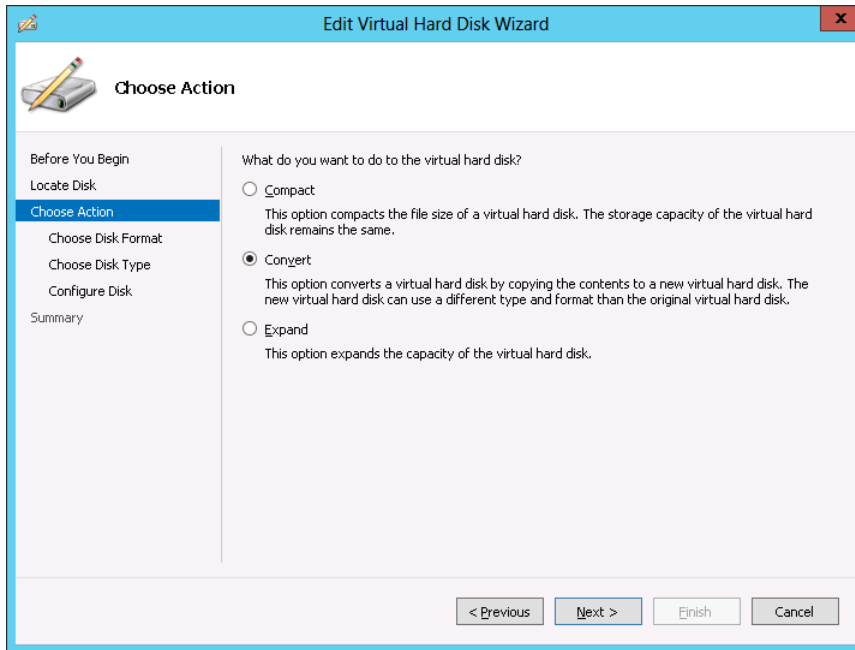 Edit Virtual Hard Disk Wizard
x
Choose Action
Before You Begin
Locate Disk
Choose Action
Choose Disk Format
Choose Disk Type
Configure Disk
Summary
What do you want to do to the virtual hard disk?
Compact
This option compacts the file size of a virtual hard disk. The storage capacity of the virtual hard
disk remains the same.
Convert
This option converts a virtual hard disk by copying the contents to a new virtual hard disk. The
new virtual hard disk can use a different type and format than the original virtual hard disk.
Expand
This option expands the capacity of the virtual hard disk.
< Previous
Next >
Finish
Cancel